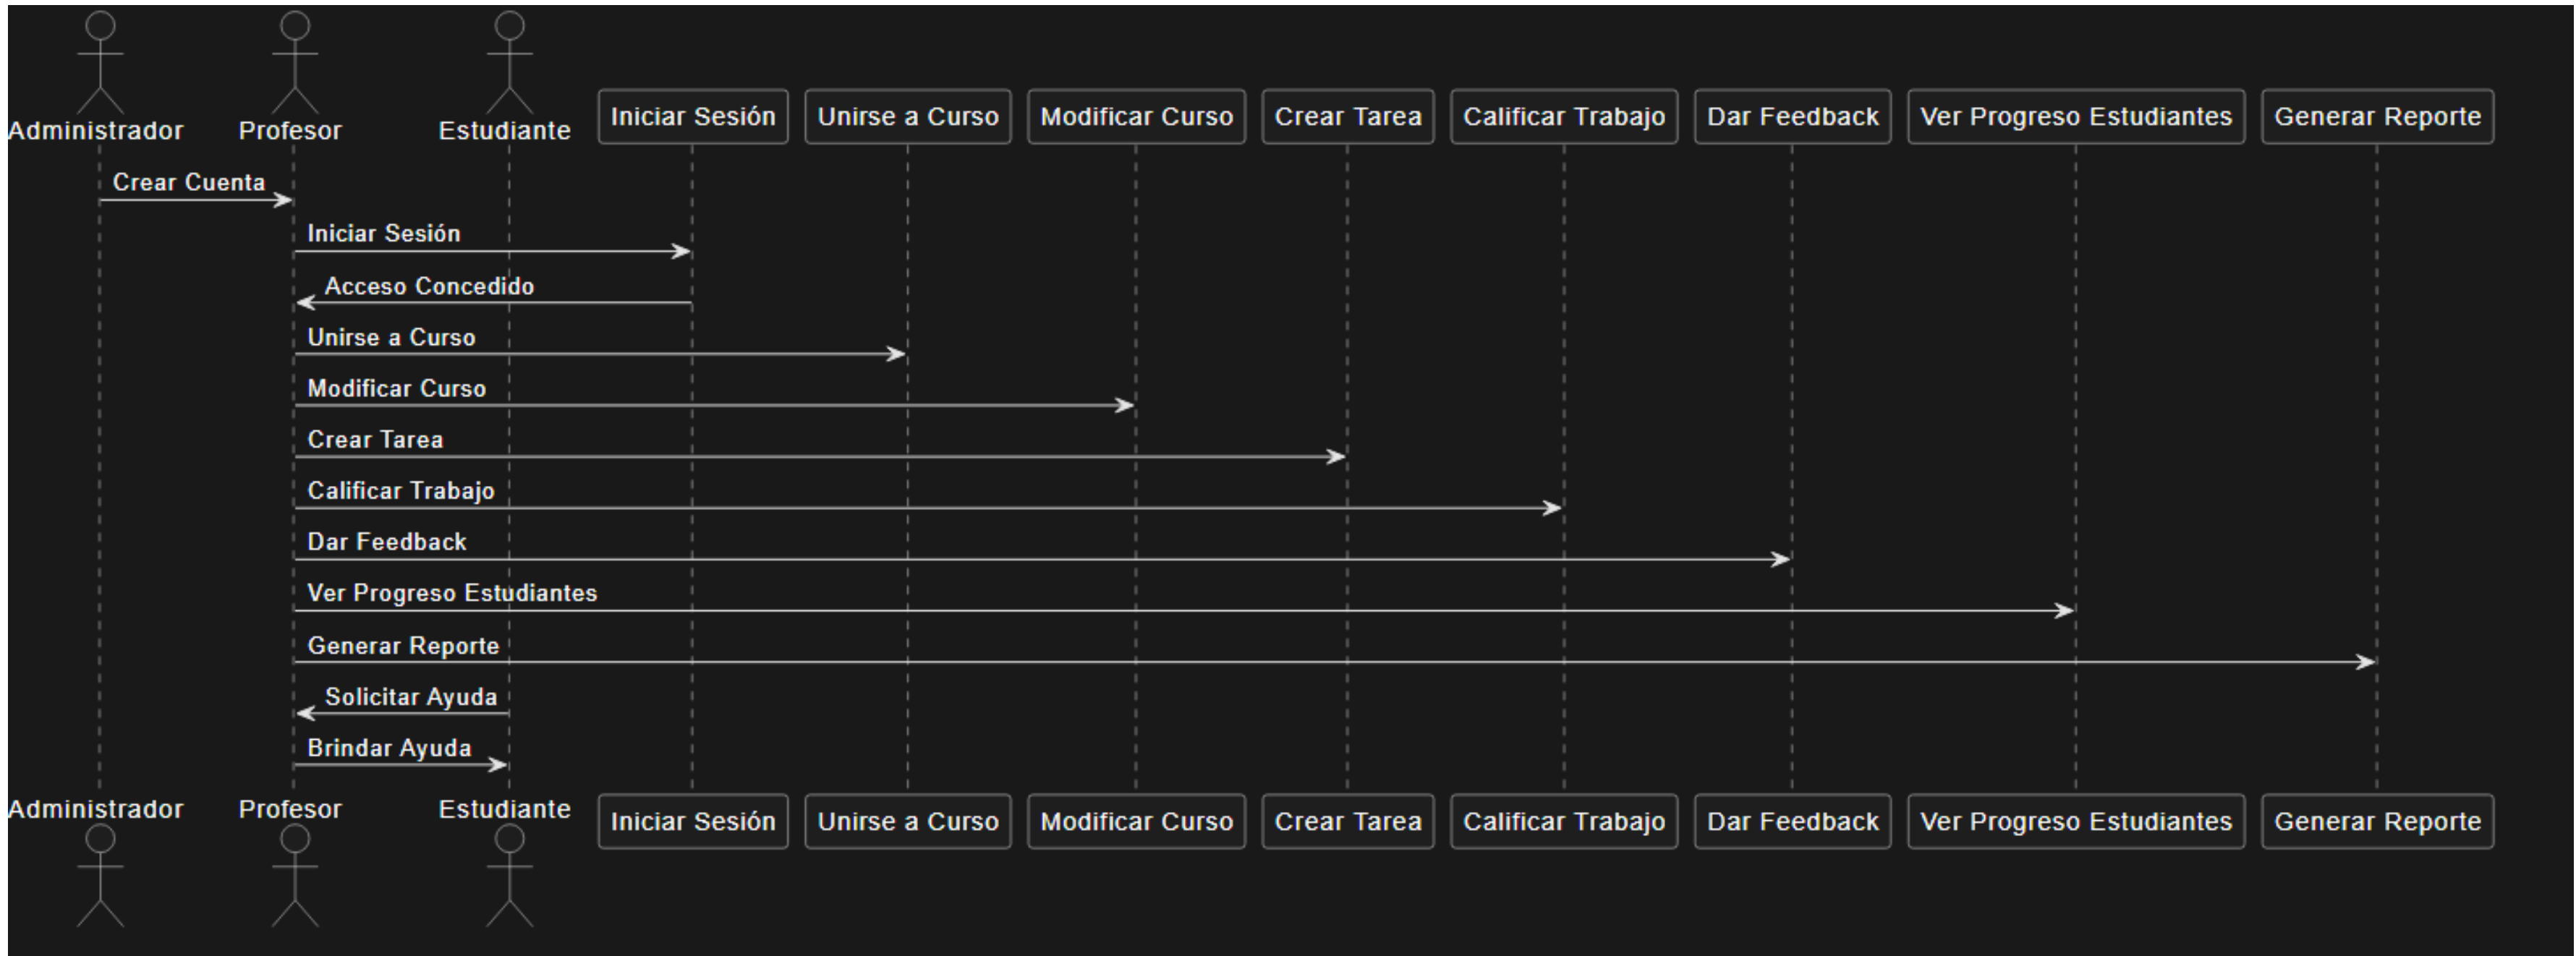 Administrador
Profesor
Estudiante
Iniciar Sesión
Unirse a Curso
Modificar Curso
Crear Tarea
Calificar Trabajo
Dar Feedback
Ver Progreso Estudiantes
Generar Reporte
Crear Cuenta
Iniciar Sesión
Acceso Concedido
Unirse a Curso
Modificar Curso
Crear Tarea
Calificar Trabajo
Dar Feedback
Ver Progreso Estudiantes
Generar Reporte
Solicitar Ayuda
Brindar Ayuda
Administrador
Profesor
Estudiante
Iniciar Sesión
Unirse a Curso
Modificar Curso
Crear Tarea
Calificar Trabajo
Dar Feedback
Ver Progreso Estudiantes
Generar Reporte